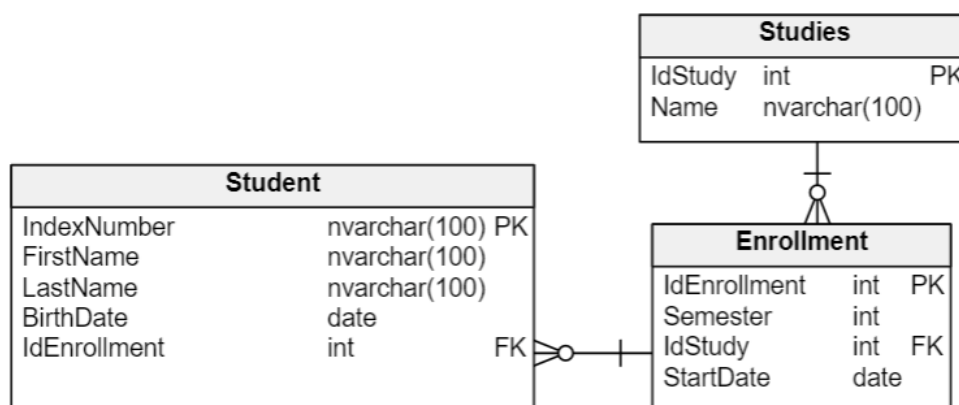 Studies
IdStudy int PK
Name nvarchar(100)
Student
IndexNumber nvarchar(100) PK
FirstName nvarchar(100)
LastName nvarchar(100)
BirthDate date
IdEnrollment int FK
Enrollment
IdEnrollment int PK
Semester int
IdStudy int FK
StartDate date